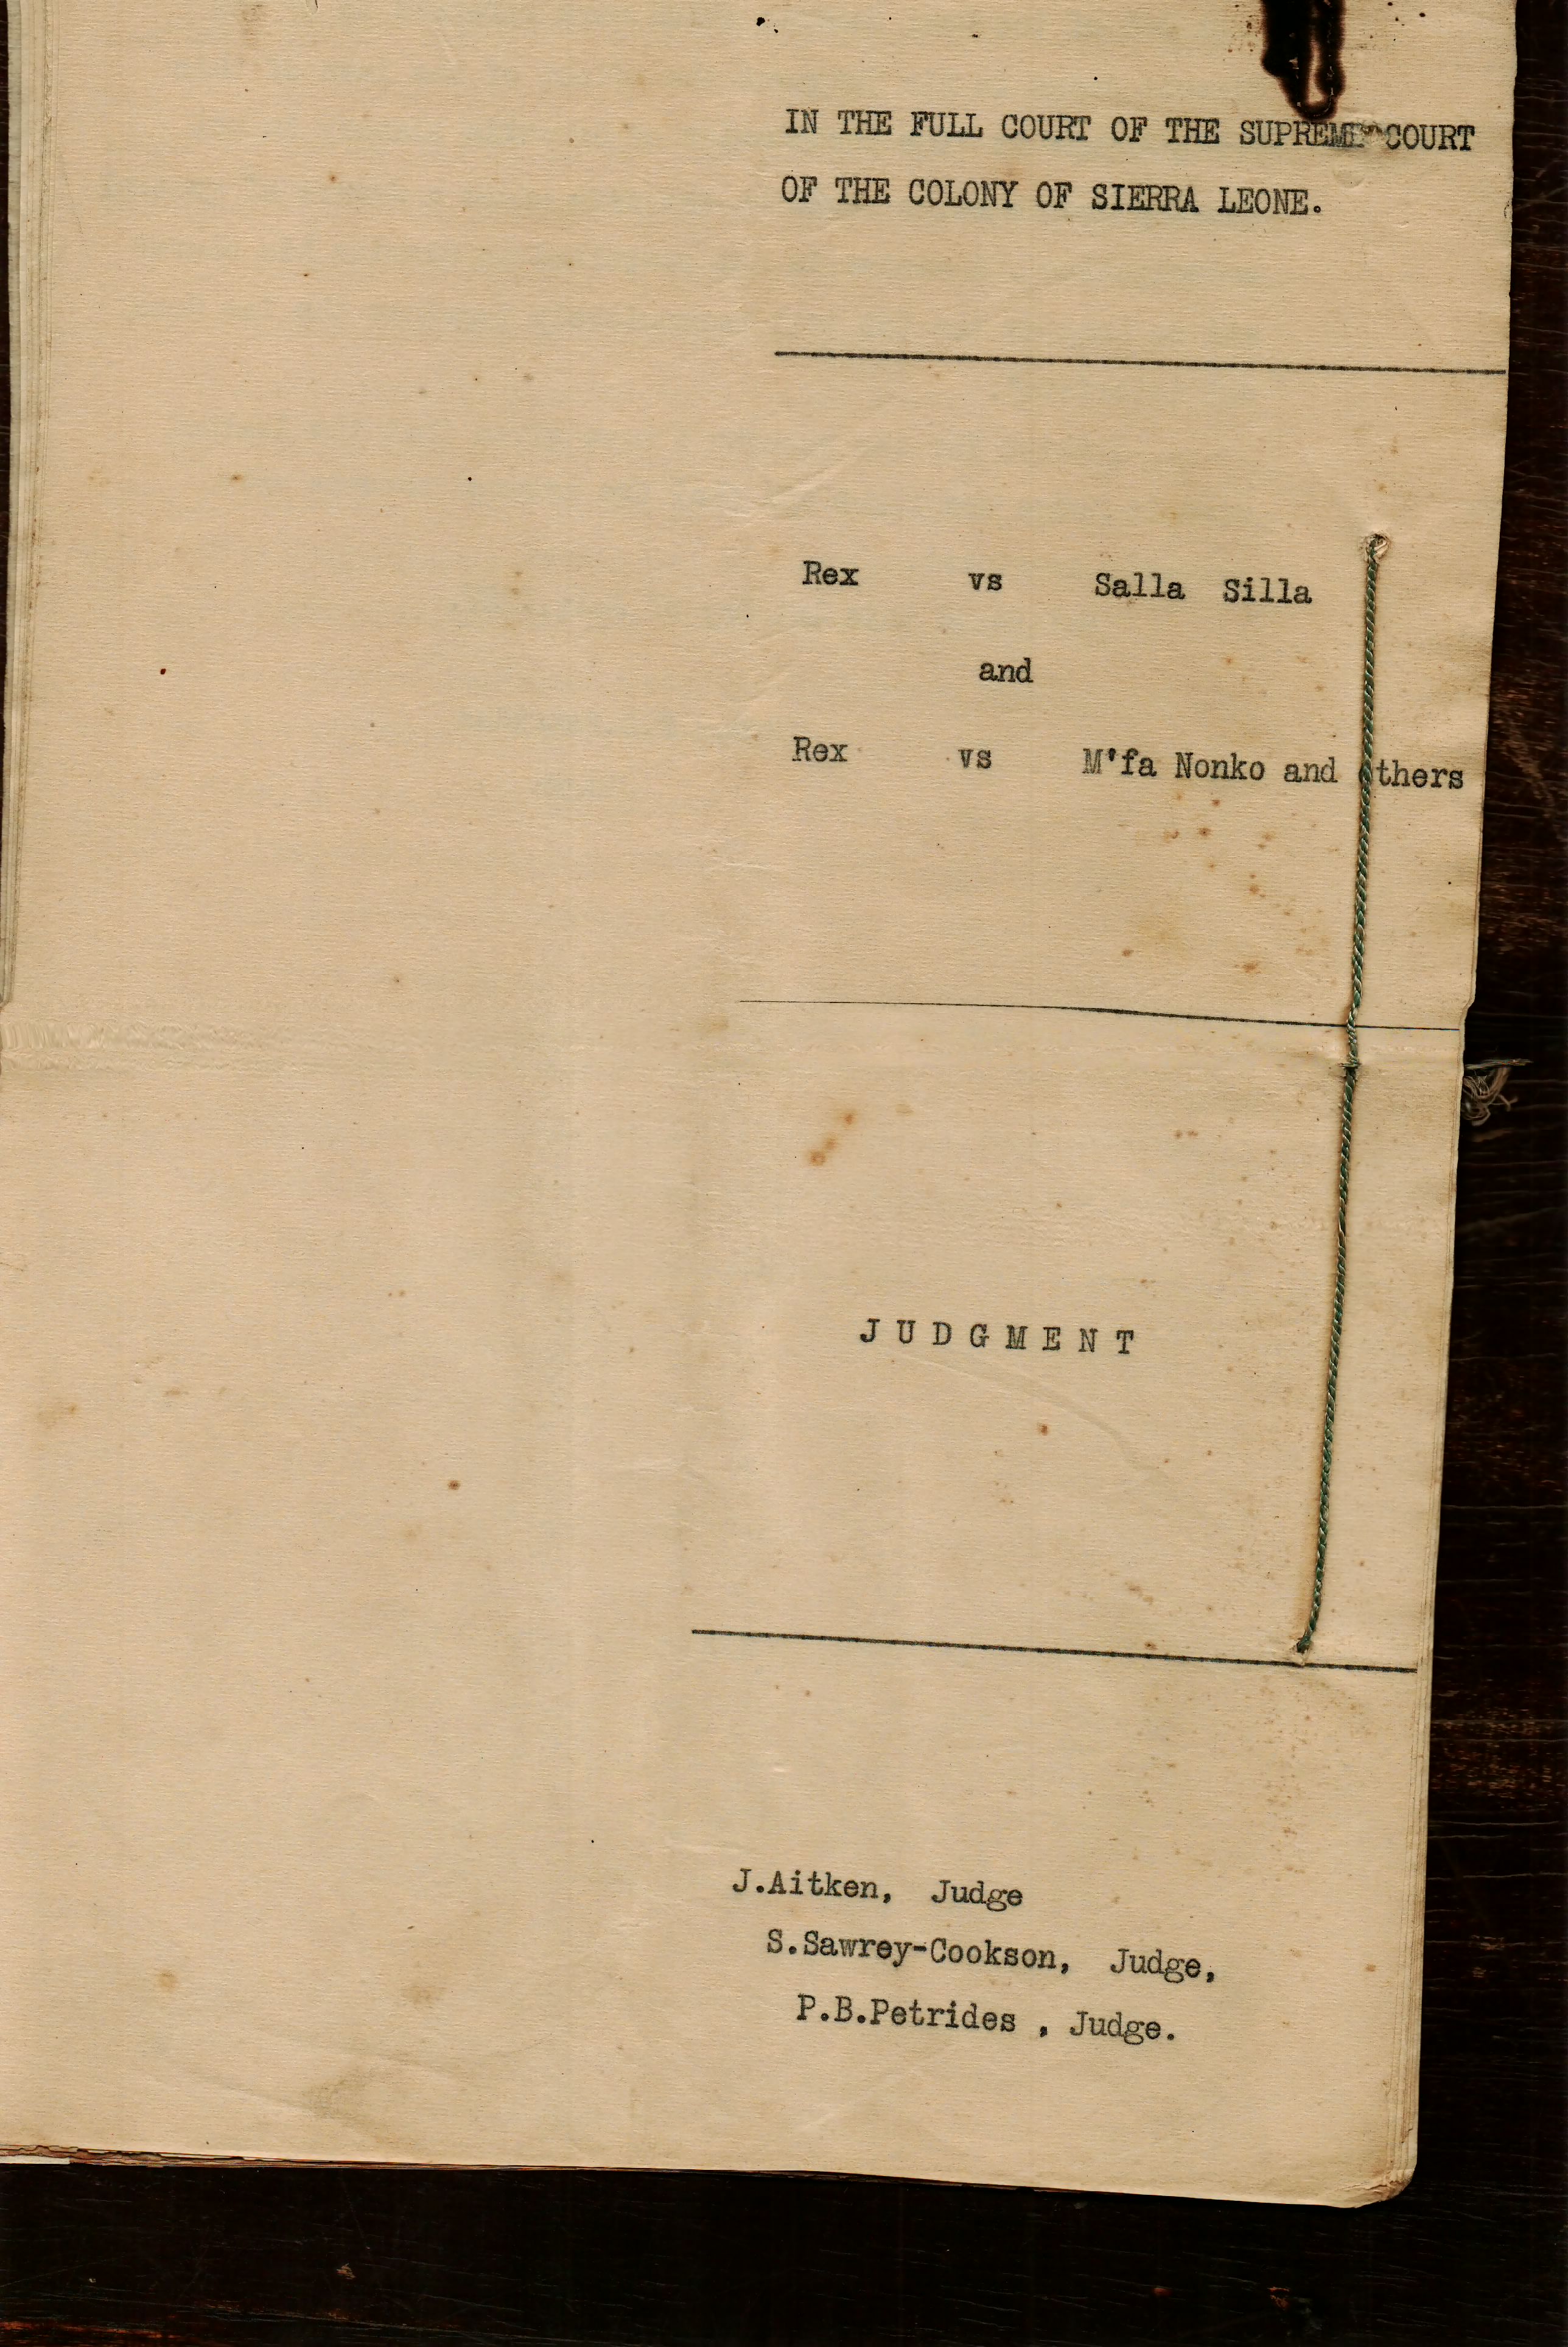 IN THE FULL COURT OF THE SUPREME COURT
OF THE COLONY OF SIERRA LEONE.
Rex vs Salla Silla
and
Rex vs M'fa Nonko and others
JUDGMENT
J.Aitken, Judge
S.Sawrey-Cookson, Judge,
P.B.Petrides , Judge.